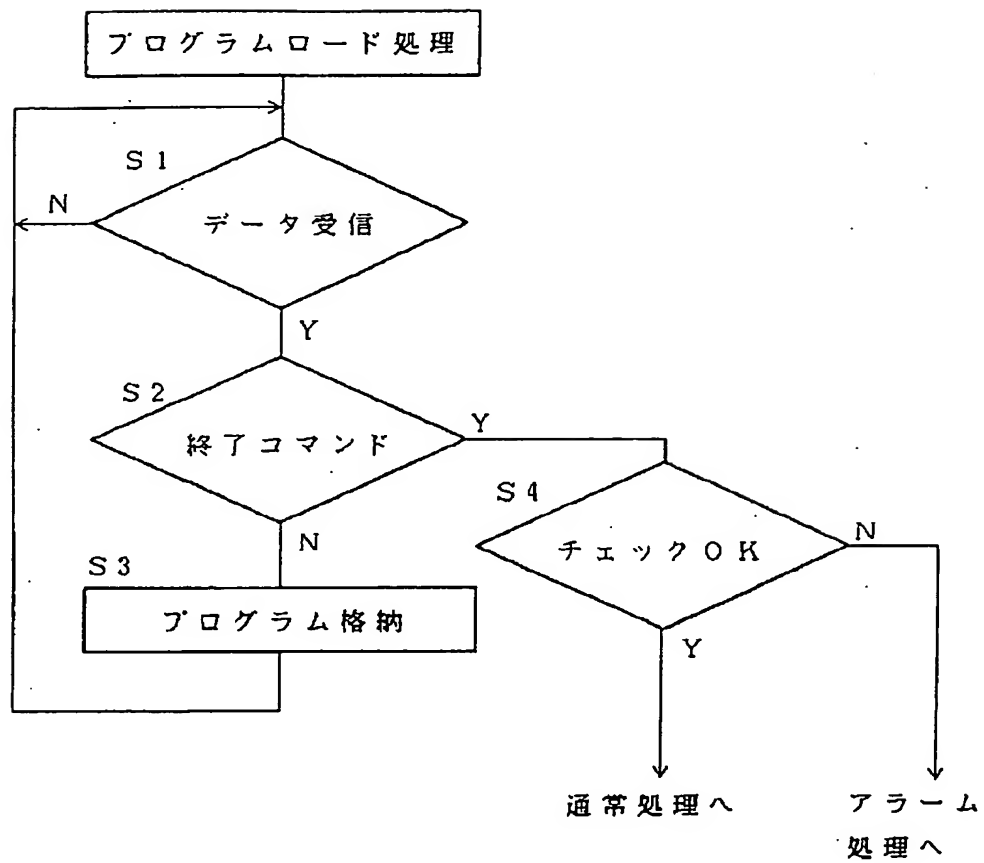 プログラムロード処理
S1
N
データ受信
Y
S2
Y
終了コマンド
S4
N
チェックOK
N
S3
プログラム格納
Y
通常処理へ
アラーム
処理へ